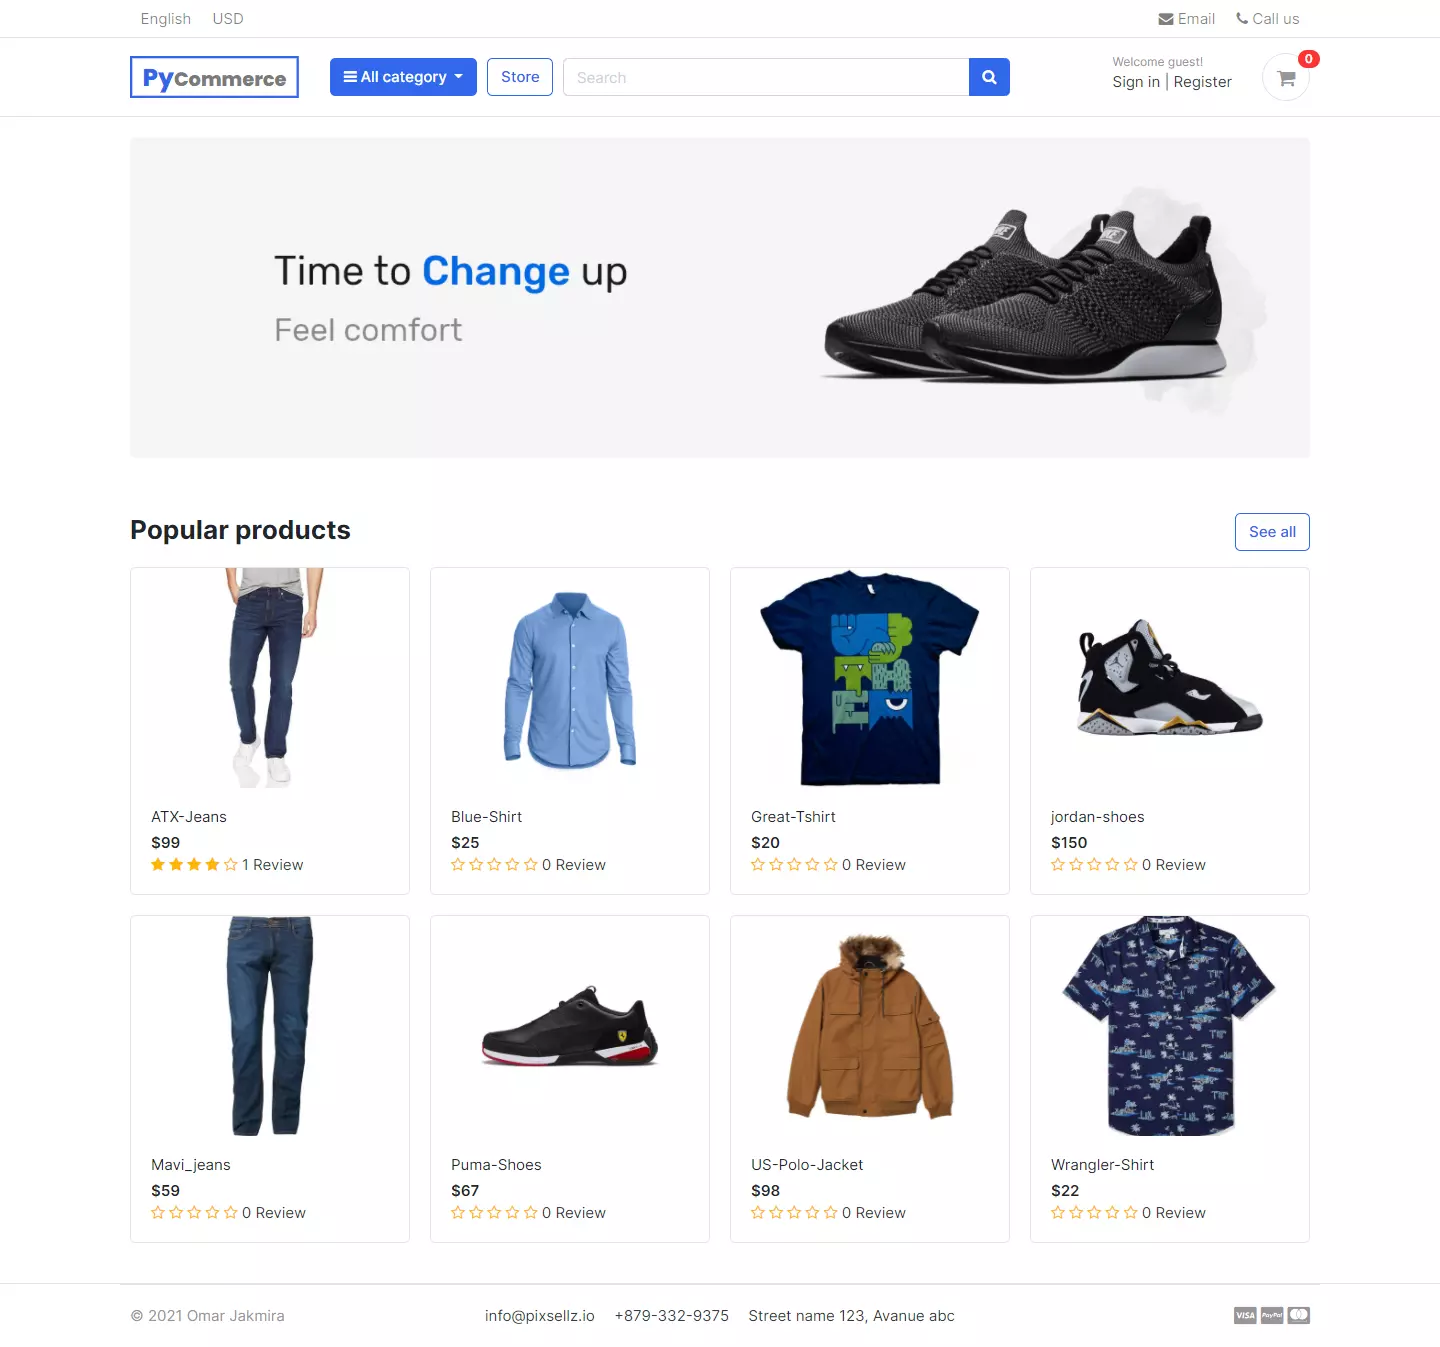 English USD
Email Call us
PyCommerce
All category
Store
Search
Welcome guest!
Sign in | Register
0
Time to Change up
Feel comfort
Popular products
See all
ATX-Jeans
$99
1 Review
Blue-Shirt
$25
0 Review
Great-Tshirt
$20
0 Review
jordan-shoes
$150
0 Review
Mavi_jeans
$59
0 Review
Puma-Shoes
$67
0 Review
US-Polo-Jacket
$98
0 Review
Wrangler-Shirt
$22
0 Review
© 2021 Omar Jakmira
info@pixsellz.io +879-332-9375 Street name 123, Avanue abc
VISA PayPal